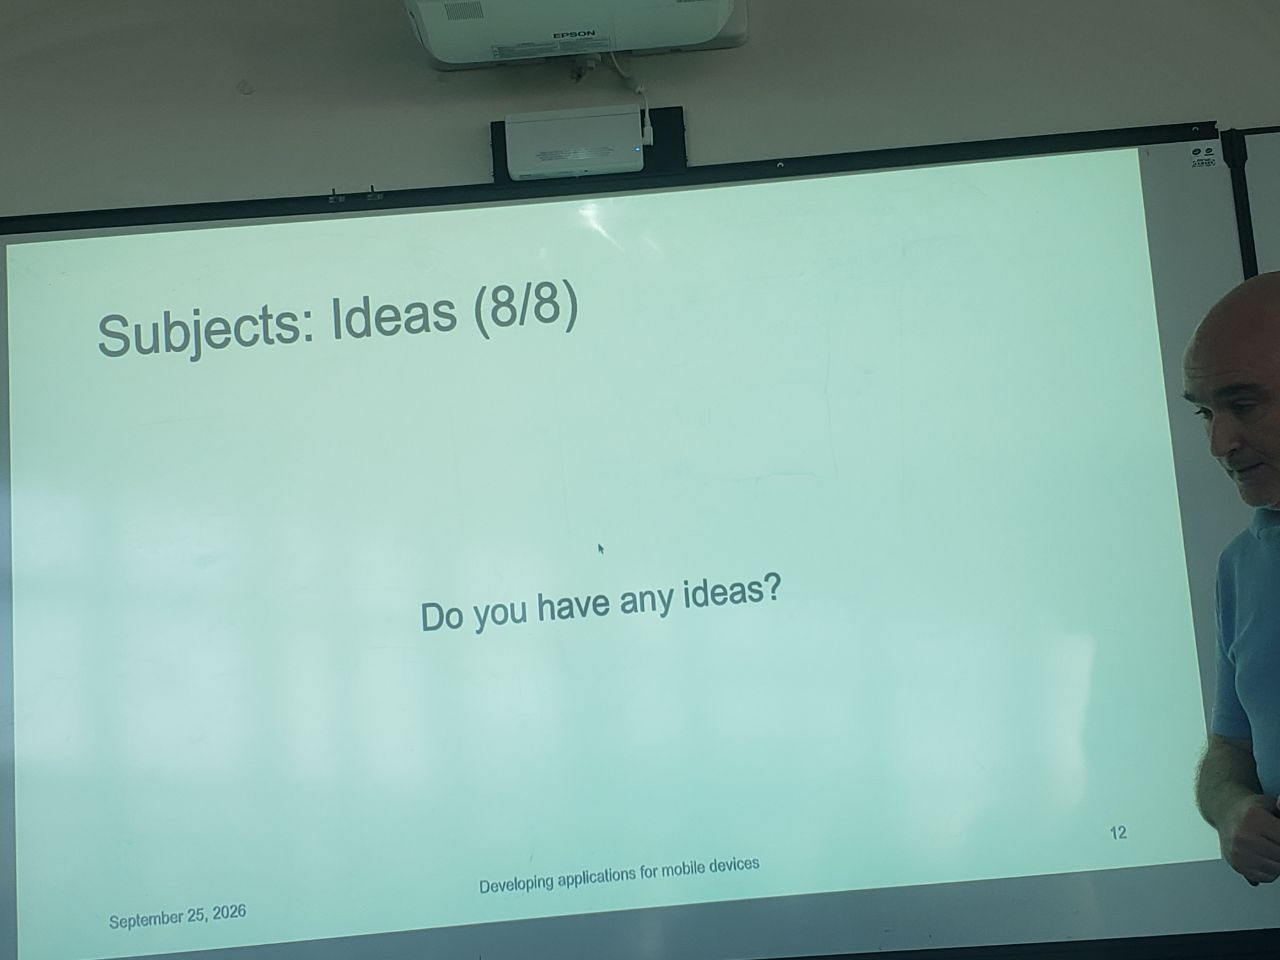 EPSON
Subjects: Ideas (8/8)
Do you have any ideas?
12
Developing applications for mobile devices
September 25, 2026